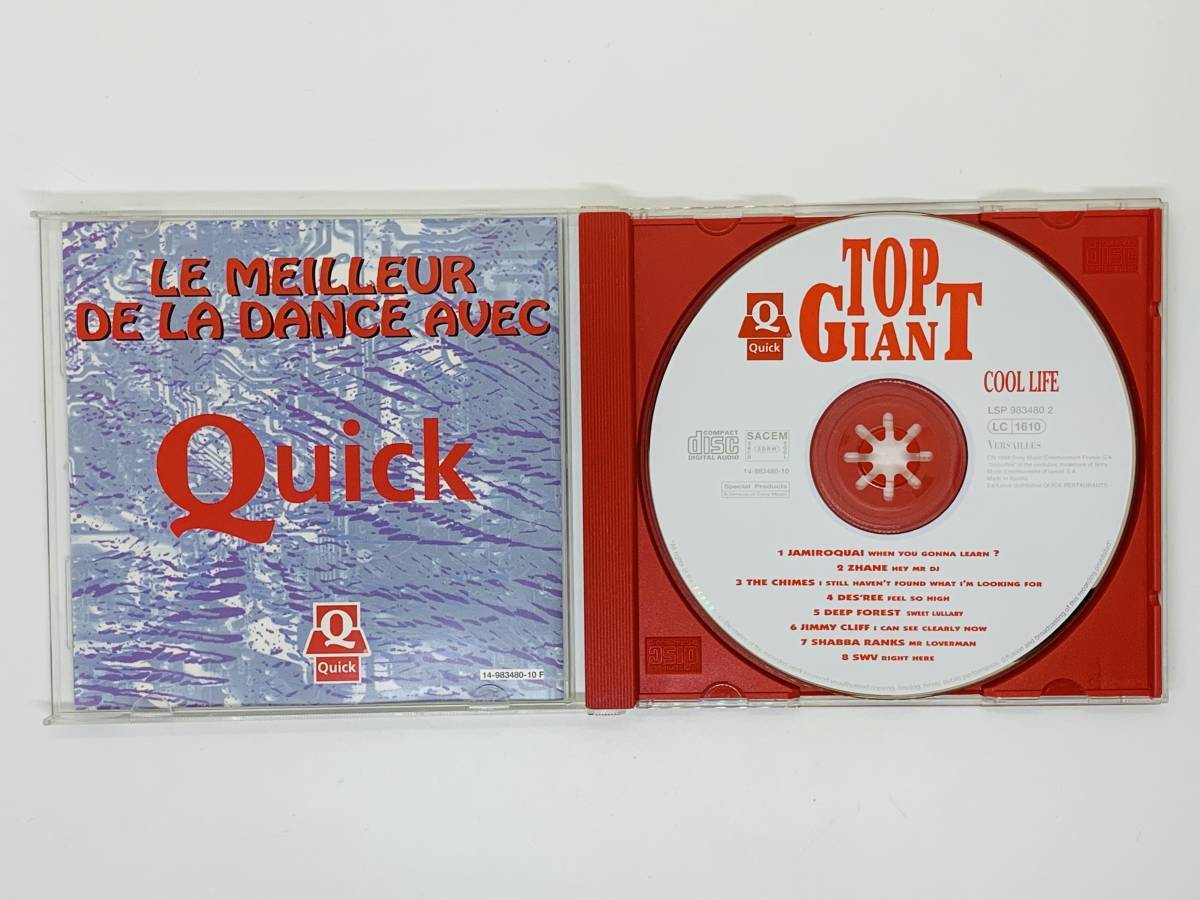 LE MEILLEUR
DE LA DANCE AVEC
Quick
Q
Quick
14-983480-10 F
TOP
GIANT
Q
Quick
COOL LIFE
LSP 983480 2
LC 1610
VERSAILLES
Made in Austria
Exclusive distribution QUICK RESTAURANTS
COMPACT
disc
DIGITAL AUDIO
SACEM
14-983480-10
Special Products
1 JAMIROQUAI WHEN YOU GONNA LEARN ?
2 ZHANE HEY MR DJ
3 THE CHIMES I STILL HAVEN'T FOUND WHAT I'M LOOKING FOR
4 DES'REE FEEL SO HIGH
5 DEEP FOREST SWEET LULLABY
6 JIMMY CLIFF I CAN SEE CLEARLY NOW
7 SHABBA RANKS MR LOVERMAN
8 SWV RIGHT HERE